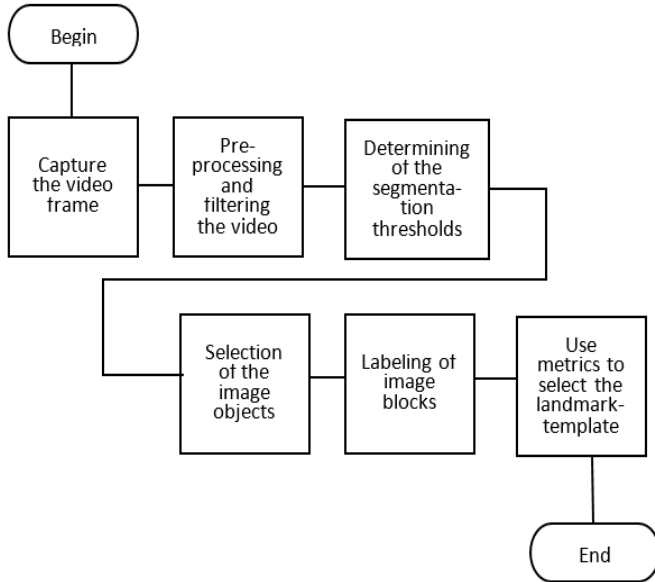 Begin
Capture
the video
frame
Pre-
processing
and
filtering
the video
Determining
of the
segmenta-
tion
thresholds
Selection
of the
image
objects
Labeling of
image
blocks
Use
metrics to
select the
landmark-
template
End